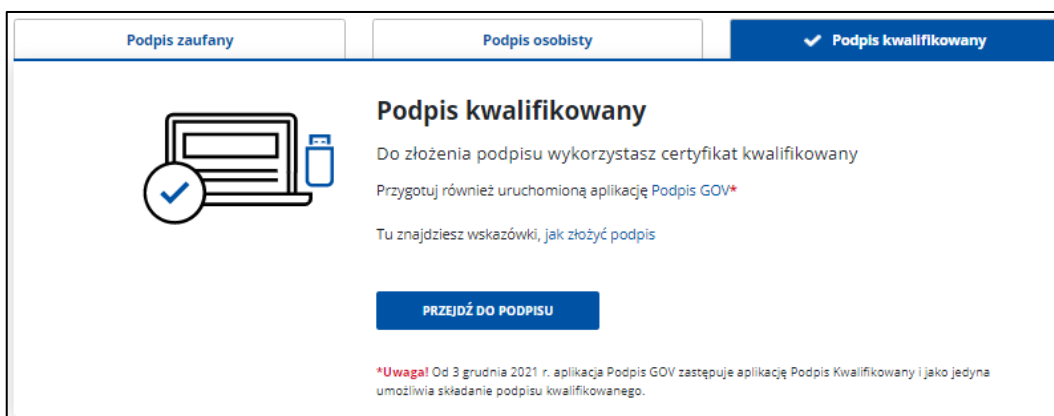 Podpis zaufany
Podpis osobisty
Podpis kwalifikowany
Podpis kwalifikowany
Do złożenia podpisu wykorzystasz certyfikat kwalifikowany
Przygotuj również uruchomioną aplikację Podpis GOV*
Tu znajdziesz wskazówki, jak złożyć podpis
PRZEJDŹ DO PODPISU
*Uwaga! Od 3 grudnia 2021 r. aplikacja Podpis GOV zastępuje aplikację Podpis Kwalifikowany i jako jedyna
umożliwia składanie podpisu kwalifikowanego.